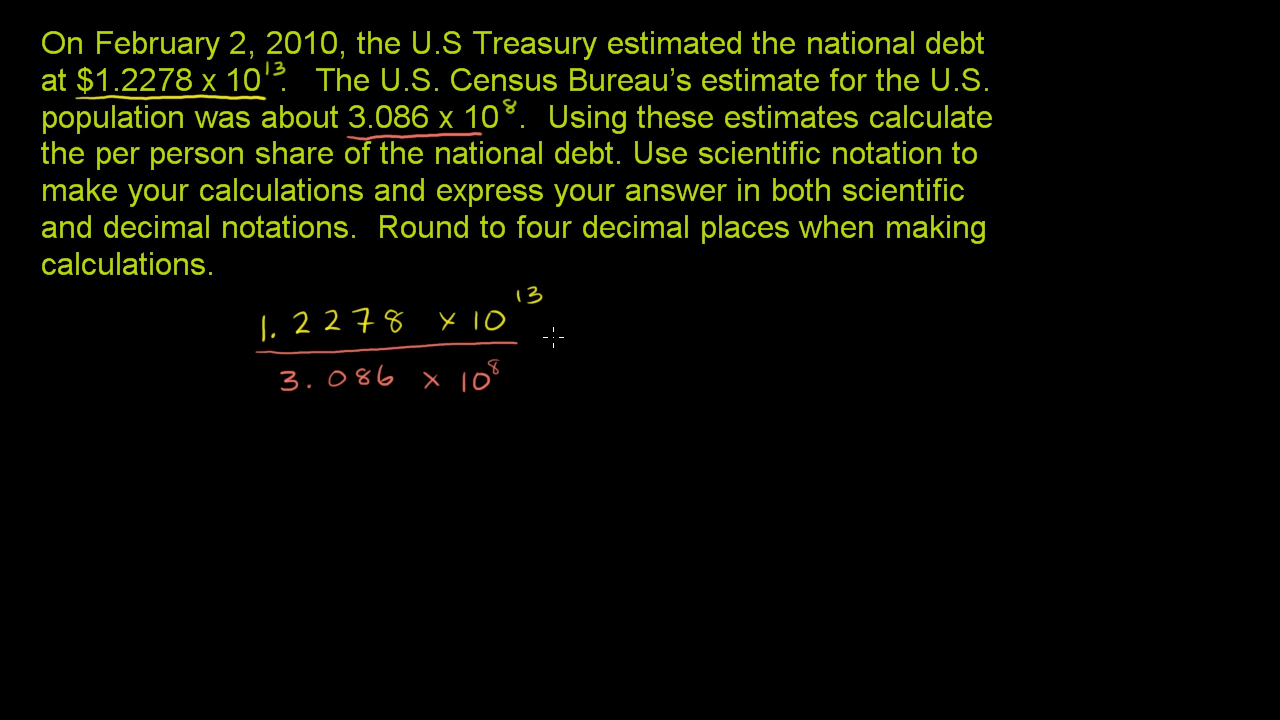 On February 2, 2010, the U.S Treasury estimated the national debt
at $1.2278 x 10¹³. The U.S. Census Bureau’s estimate for the U.S.
population was about 3.086 x 10⁸. Using these estimates calculate
the per person share of the national debt. Use scientific notation to
make your calculations and express your answer in both scientific
and decimal notations. Round to four decimal places when making
calculations.
1.2278 × 10¹³
3.086 × 10⁸